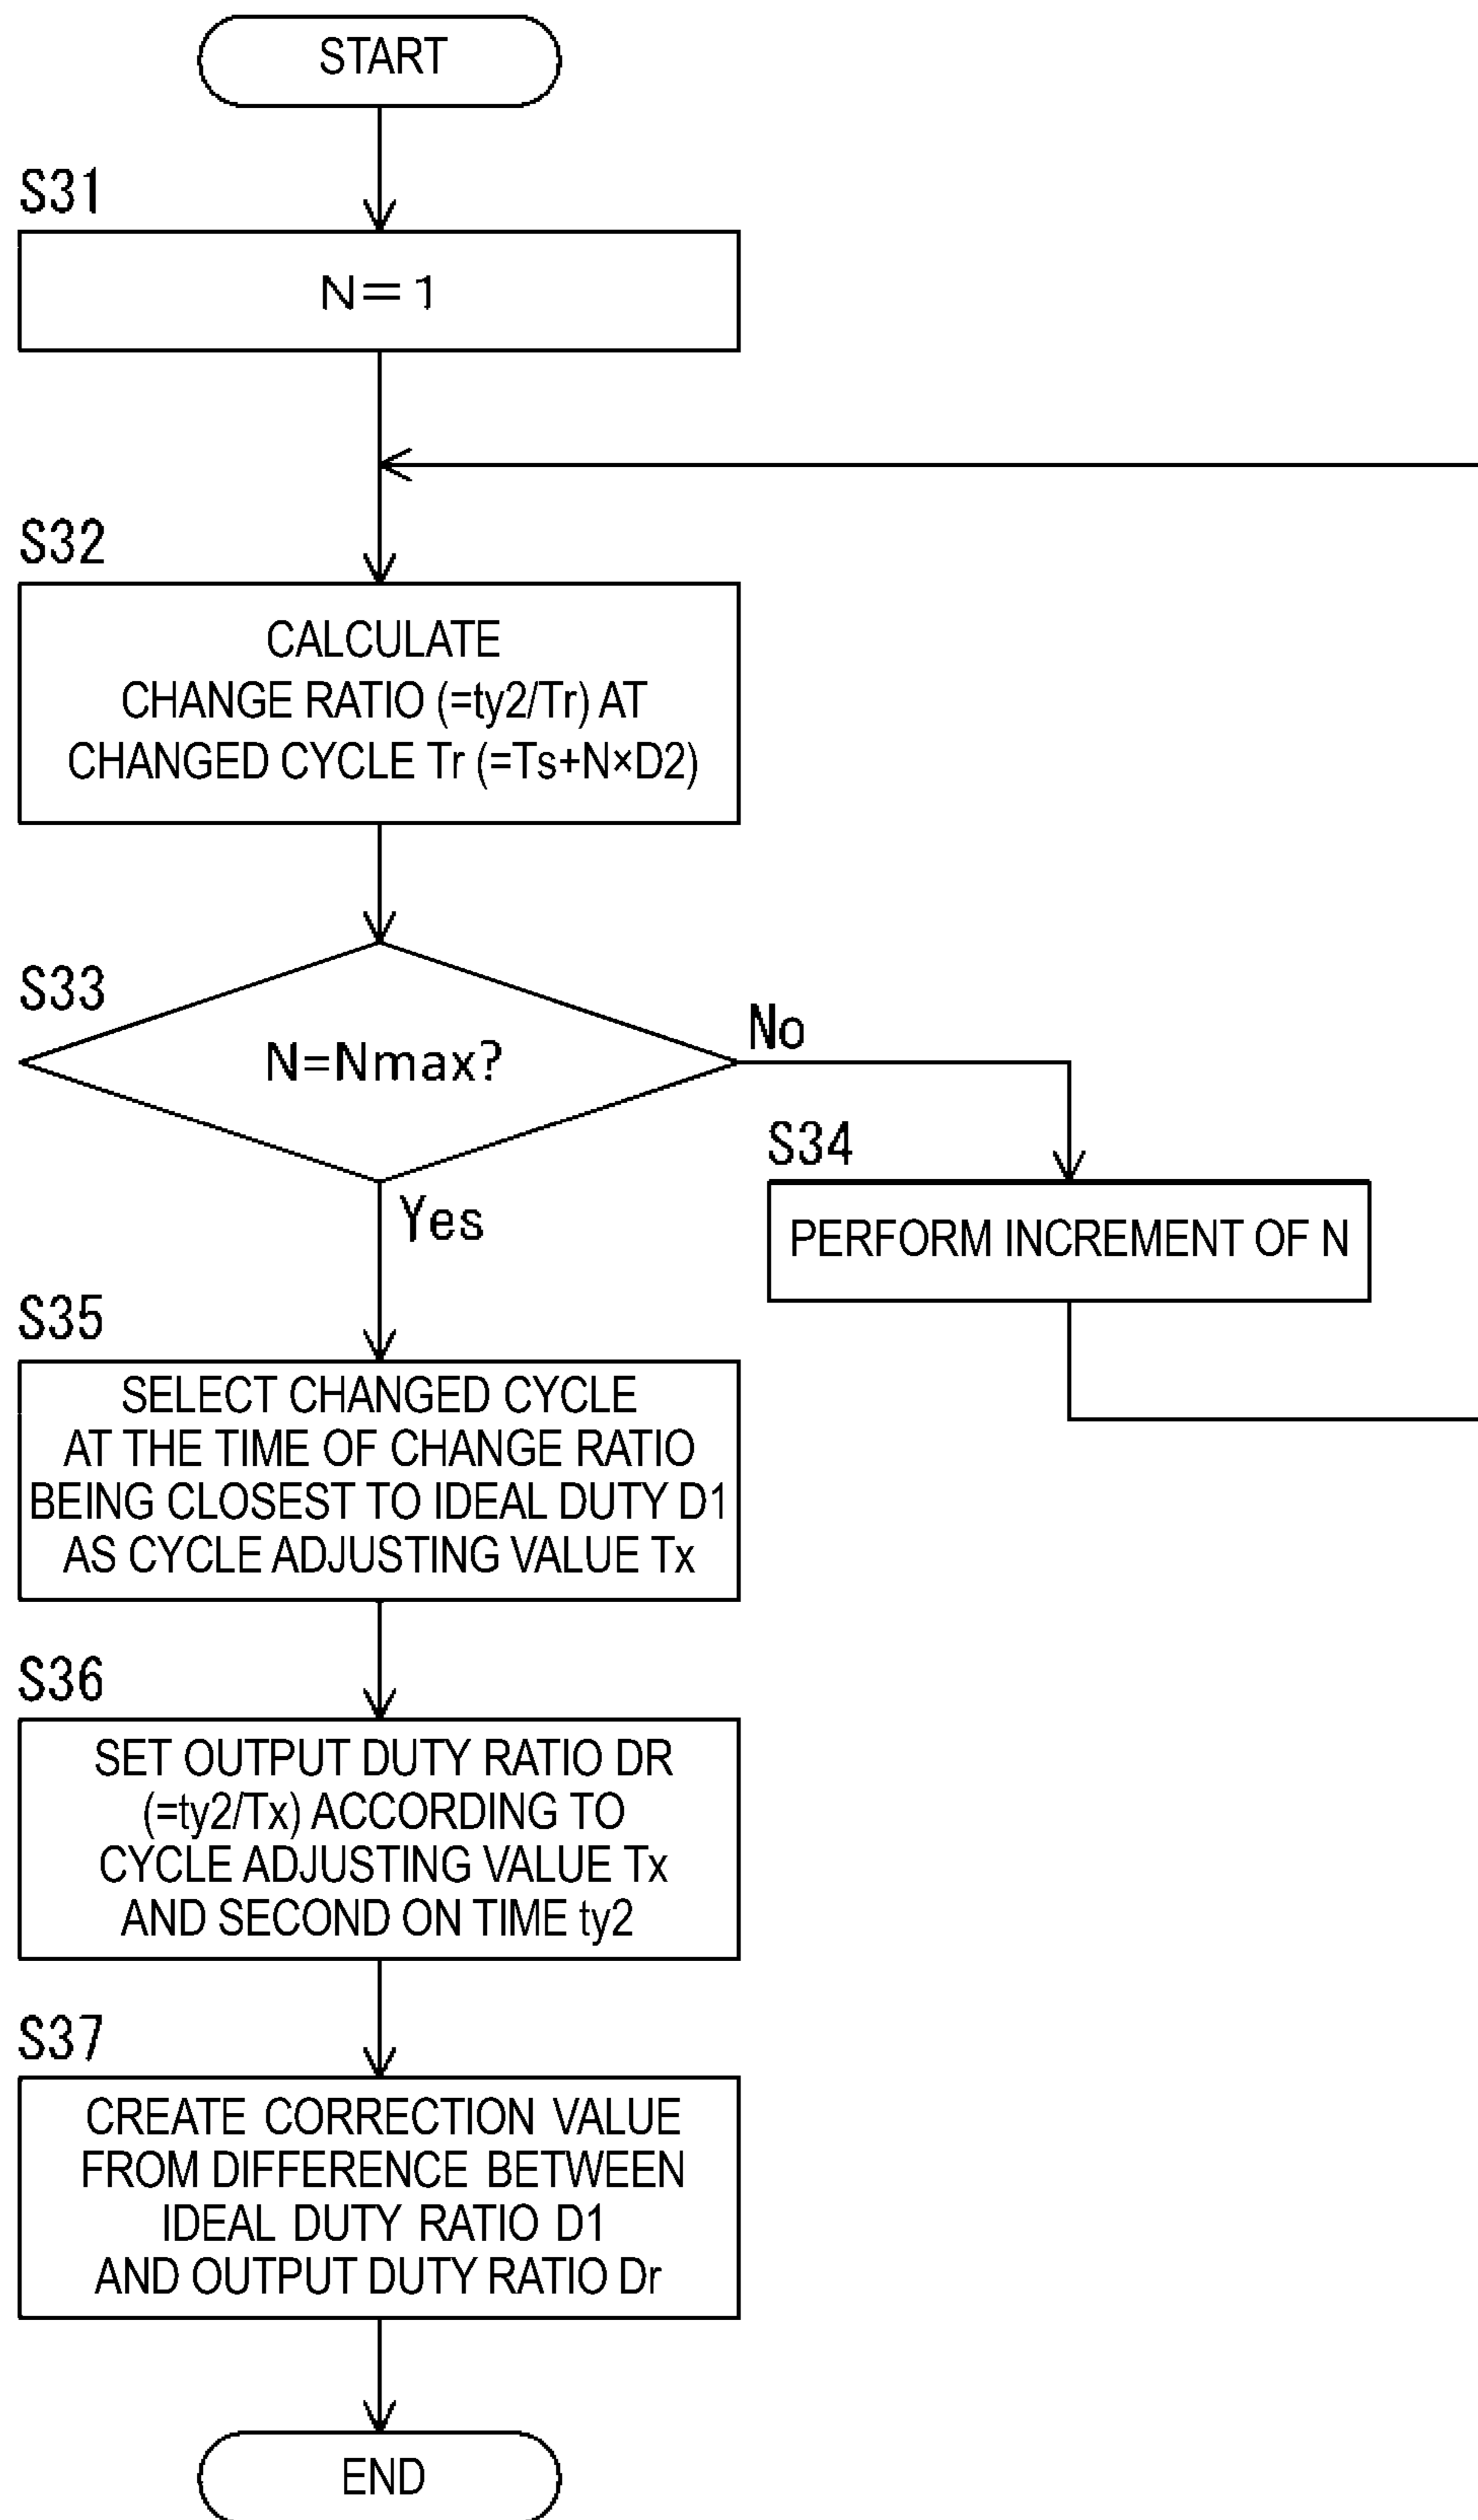 START
S31
N=1
S32
CALCULATE
CHANGE RATIO (=ty2/Tr) AT
CHANGED CYCLE Tr (=Ts+N×D2)
S33
N=Nmax?
No
Yes
S34
PERFORM INCREMENT OF N
S35
SELECT CHANGED CYCLE
AT THE TIME OF CHANGE RATIO
BEING CLOSEST TO IDEAL DUTY D1
AS CYCLE ADJUSTING VALUE Tx
S36
SET OUTPUT DUTY RATIO DR
(=ty2/Tx) ACCORDING TO
CYCLE ADJUSTING VALUE Tx
AND SECOND ON TIME ty2
S37
CREATE CORRECTION VALUE
FROM DIFFERENCE BETWEEN
IDEAL DUTY RATIO D1
AND OUTPUT DUTY RATIO Dr
END